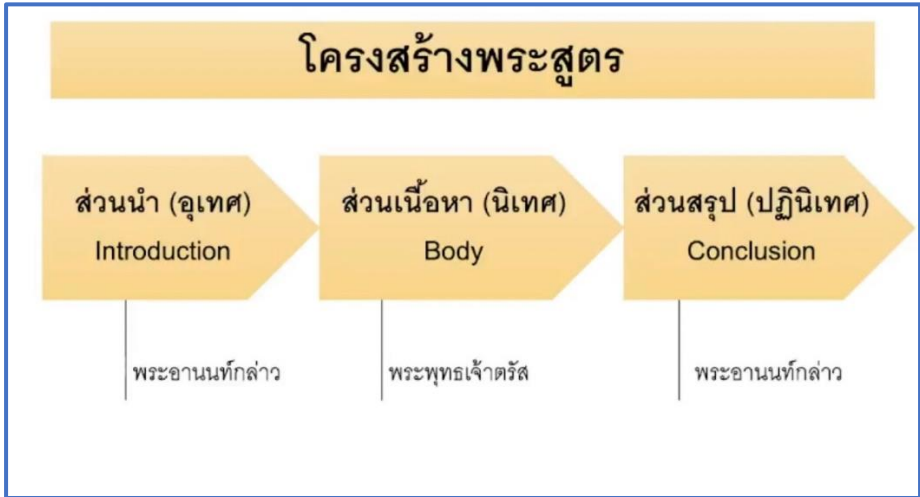 โครงสร้างพระสูตร
ส่วนนำ (อุเทศ)
Introduction
ส่วนเนื้อหา (นิเทศ)
Body
ส่วนสรุป (ปฏินิเทศ)
Conclusion
พระอานนท์กล่าว
พระพุทธเจ้าตรัส
พระอานนท์กล่าว